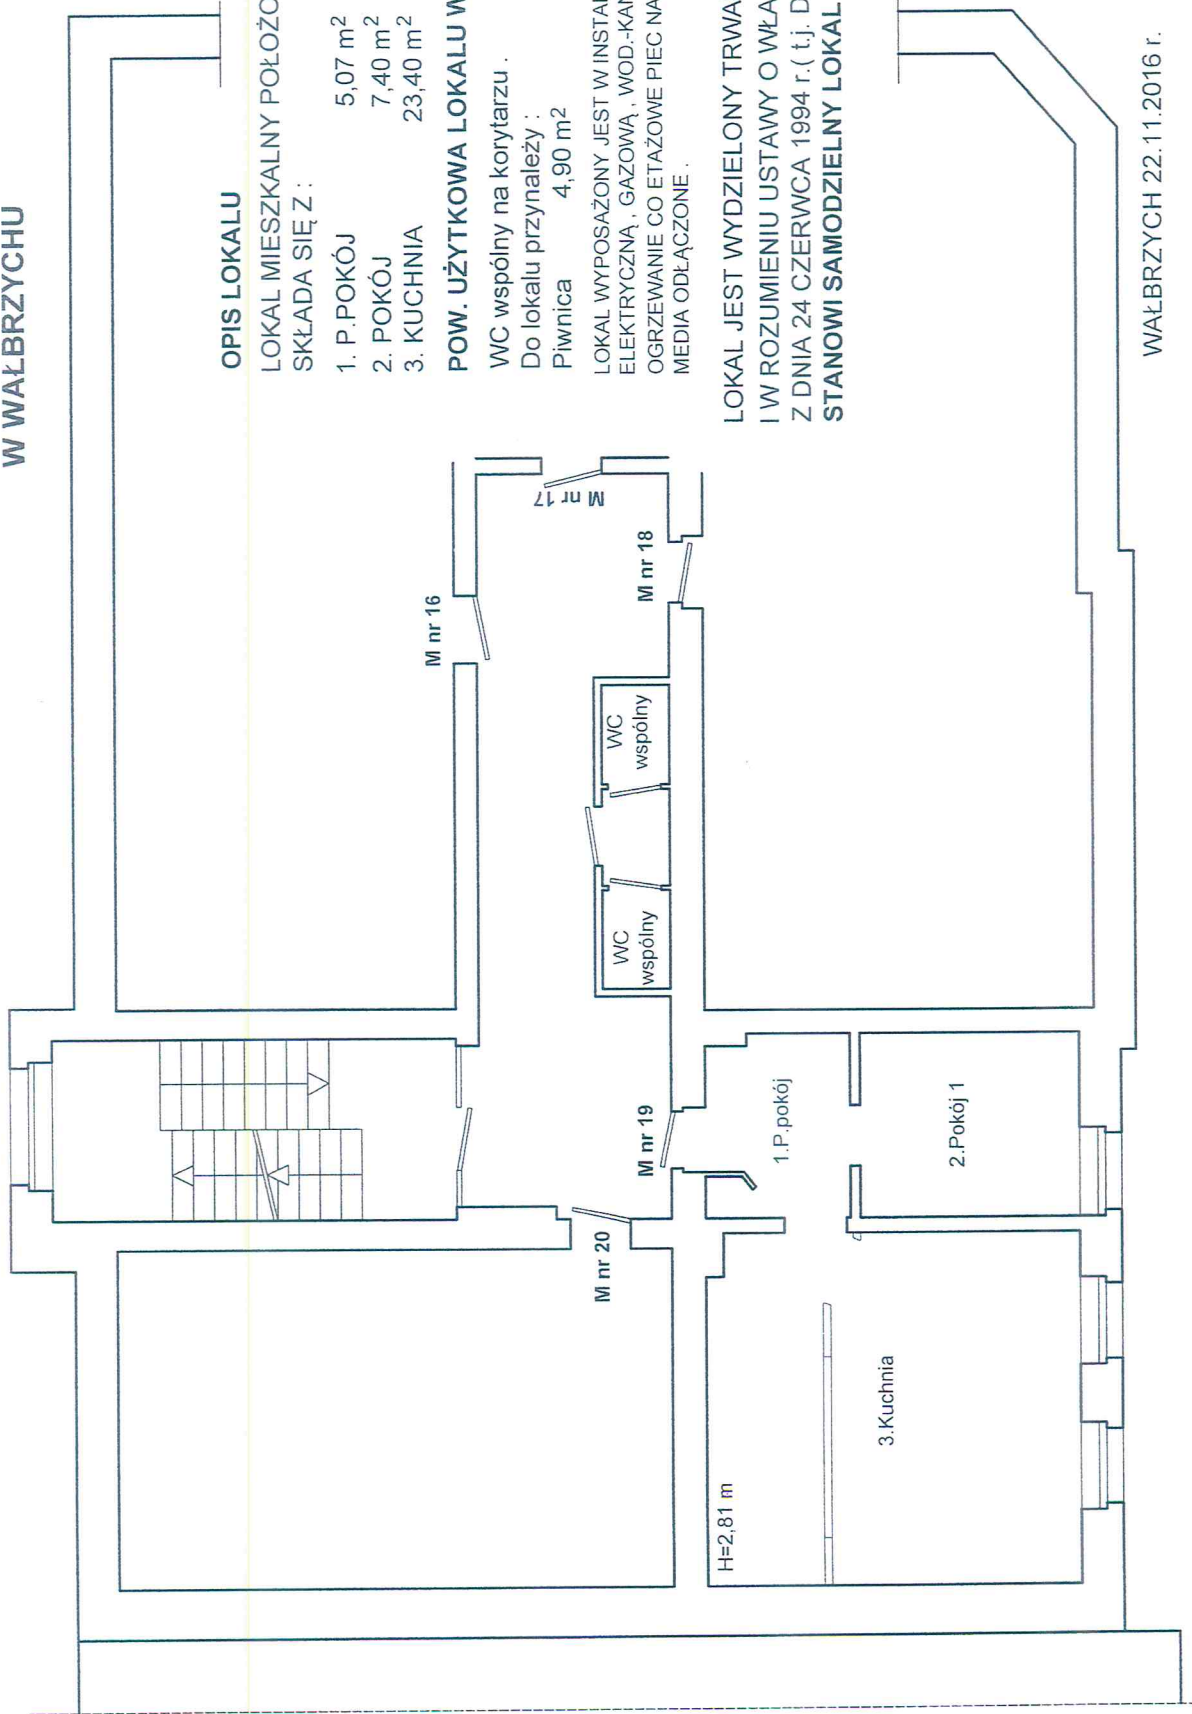 W WAŁBRZYCHU
OPIS LOKALU
LOKAL MIESZKALNY POŁOŻO
SKŁADA SIĘ Z :
1. P.POKÓJ 5,07 m²
2. POKÓJ 7,40 m²
3. KUCHNIA 23,40 m²
POW. UŻYTKOWA LOKALU W
WC wspólny na korytarzu .
Do lokalu przynależy :
Piwnica 4,90 m²
LOKAL WYPOSAŻONY JEST W INSTAL
ELEKTRYCZNĄ , GAZOWĄ , WOD.-KAN
OGRZEWANIE CO ETAŻOWE PIEC NA
MEDIA ODŁĄCZONE .
LOKAL JEST WYDZIELONY TRWA
I W ROZUMIENIU USTAWY O WŁA
Z DNIA 24 CZERWCA 1994 r.( t.j. D
STANOWI SAMODZIELNY LOKAL
WAŁBRZYCH 22.11.2016 r.
M nr 16
M nr 17
M nr 18
WC
wspólny
WC
wspólny
M nr 19
M nr 20
1.P.pokój
2.Pokój 1
3.Kuchnia
H=2,81 m